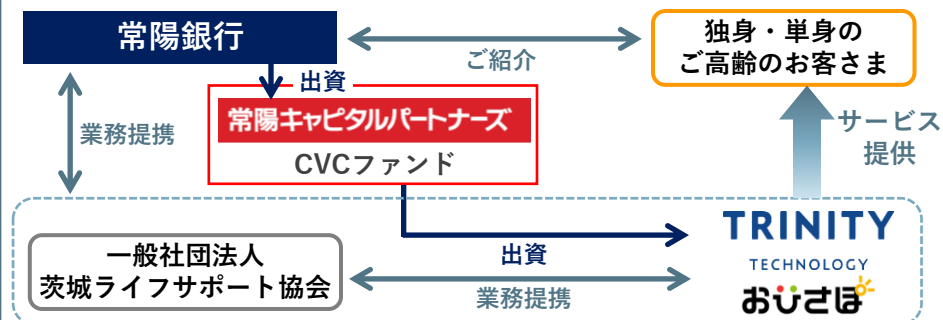 常陽銀行
ご紹介
独身・単身の
ご高齢のお客さま
出資
業務提携
常陽キャピタルパートナーズ
CVCファンド
サービス
提供
一般社団法人
茨城ライフサポート協会
出資
業務提携
TRINITY
TECHNOLOGY
おひさぽ